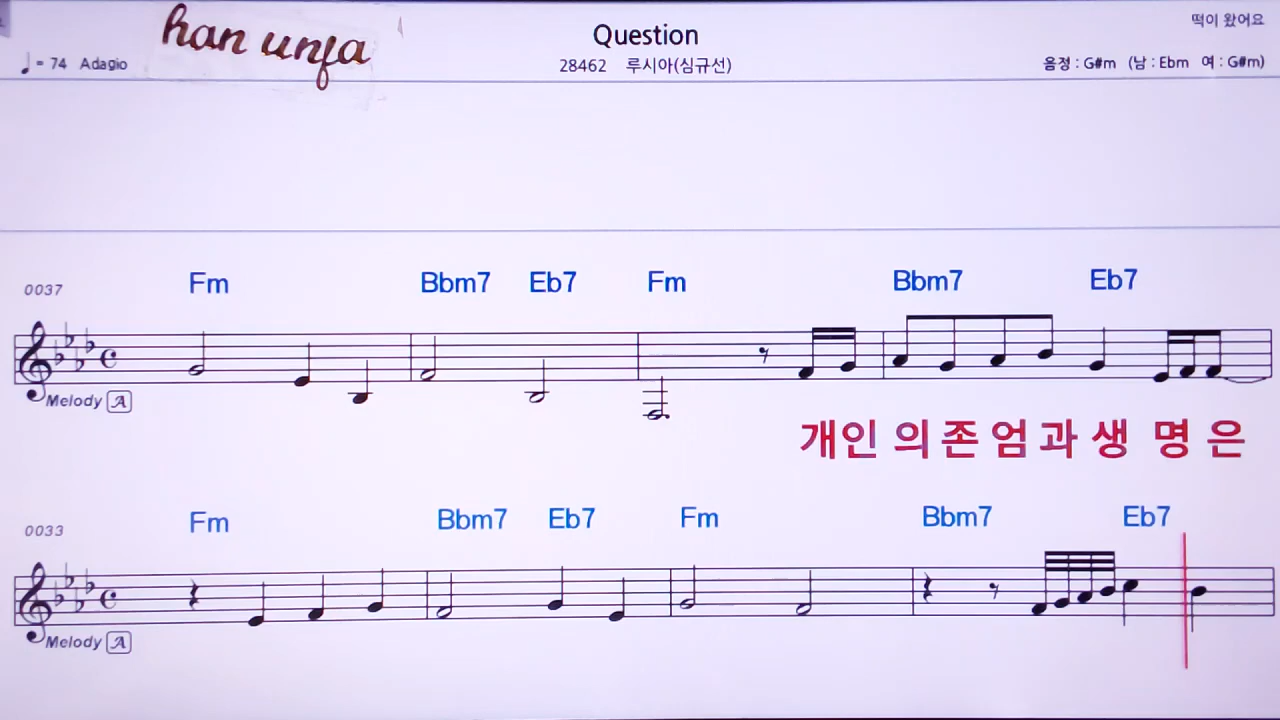 떡이 왔어요
han unfa
Question
♩= 74 Adagio
28462 루시아(심규선)
음정 : G#m (남 : Ebm 여 : G#m)
0037
Fm Bbm7 Eb7 Fm Bbm7 Eb7
Melody A
개인 의 존 엄 과 생 명 은
0033
Fm Bbm7 Eb7 Fm Bbm7 Eb7
Melody A